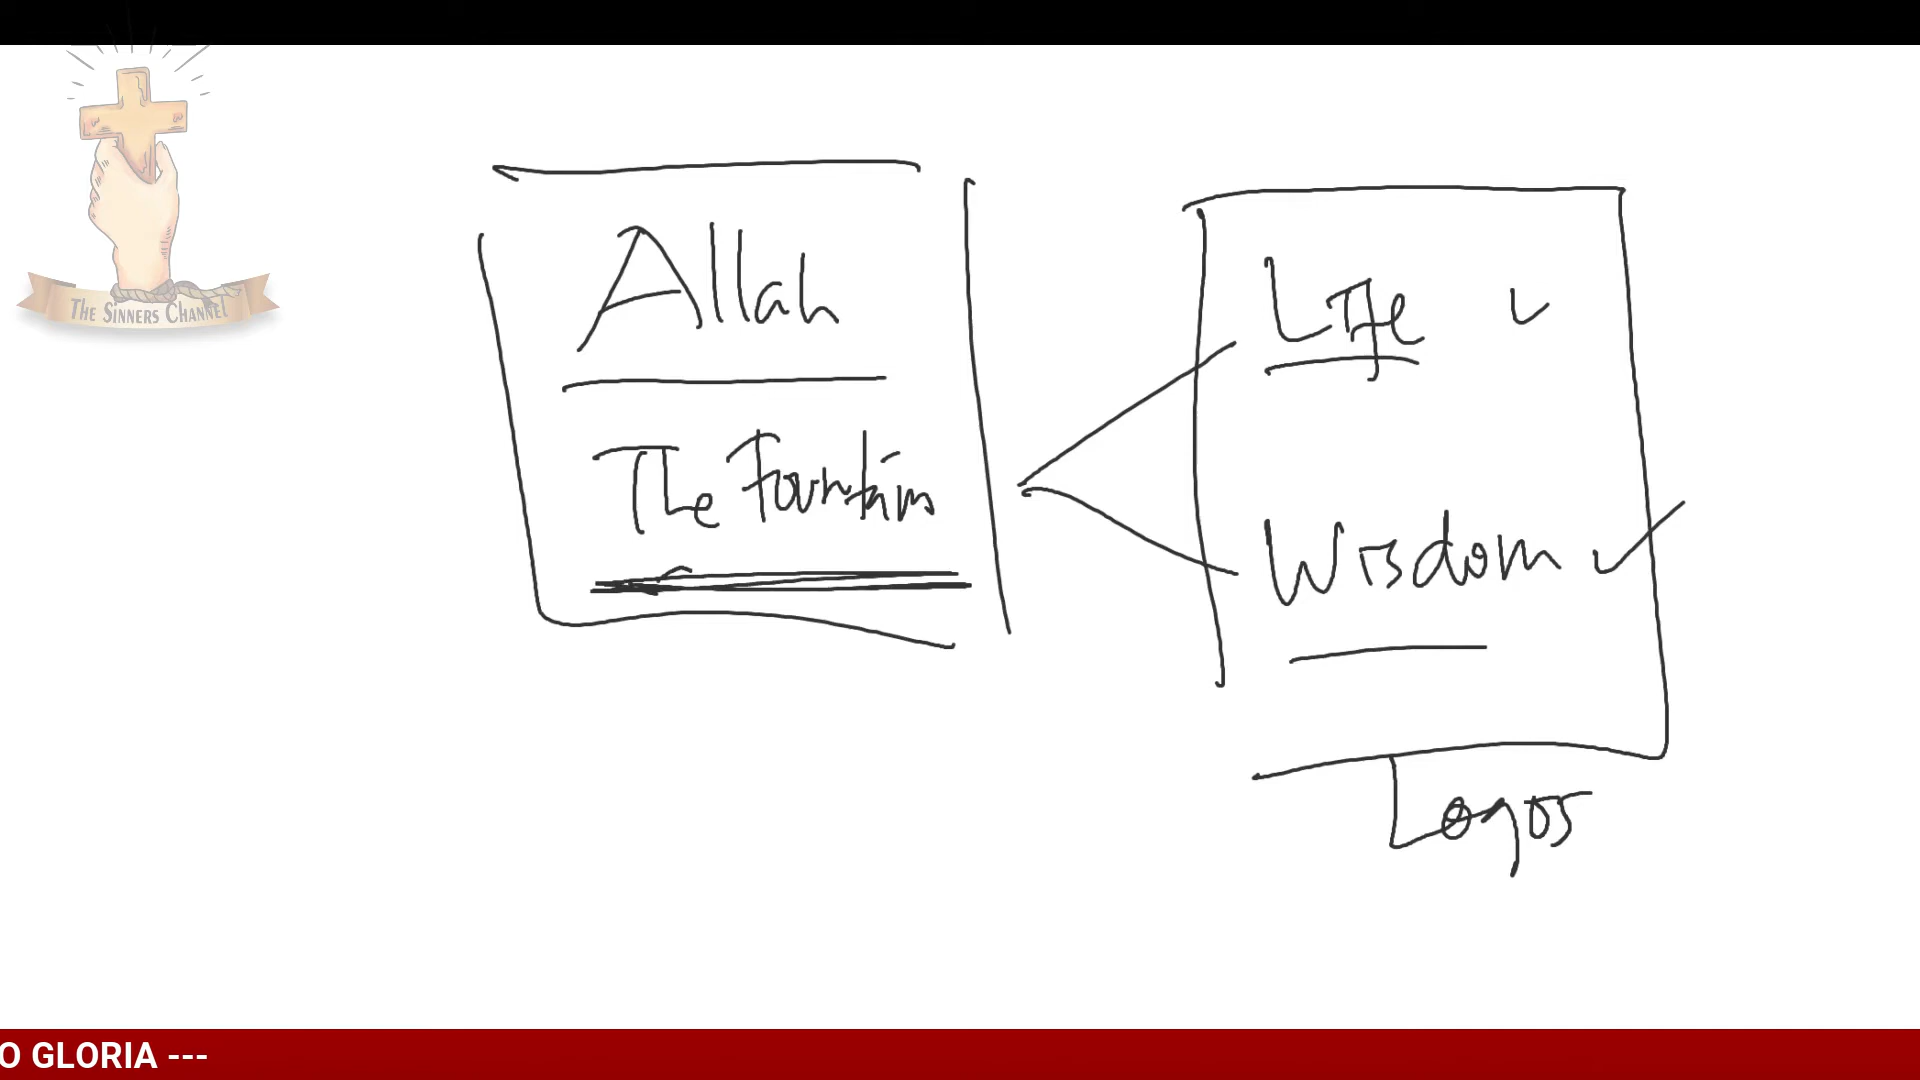 THE SINNERS CHANNEL
Allah
The Fountain
Life
Wisdom
Logos
O GLORIA ---